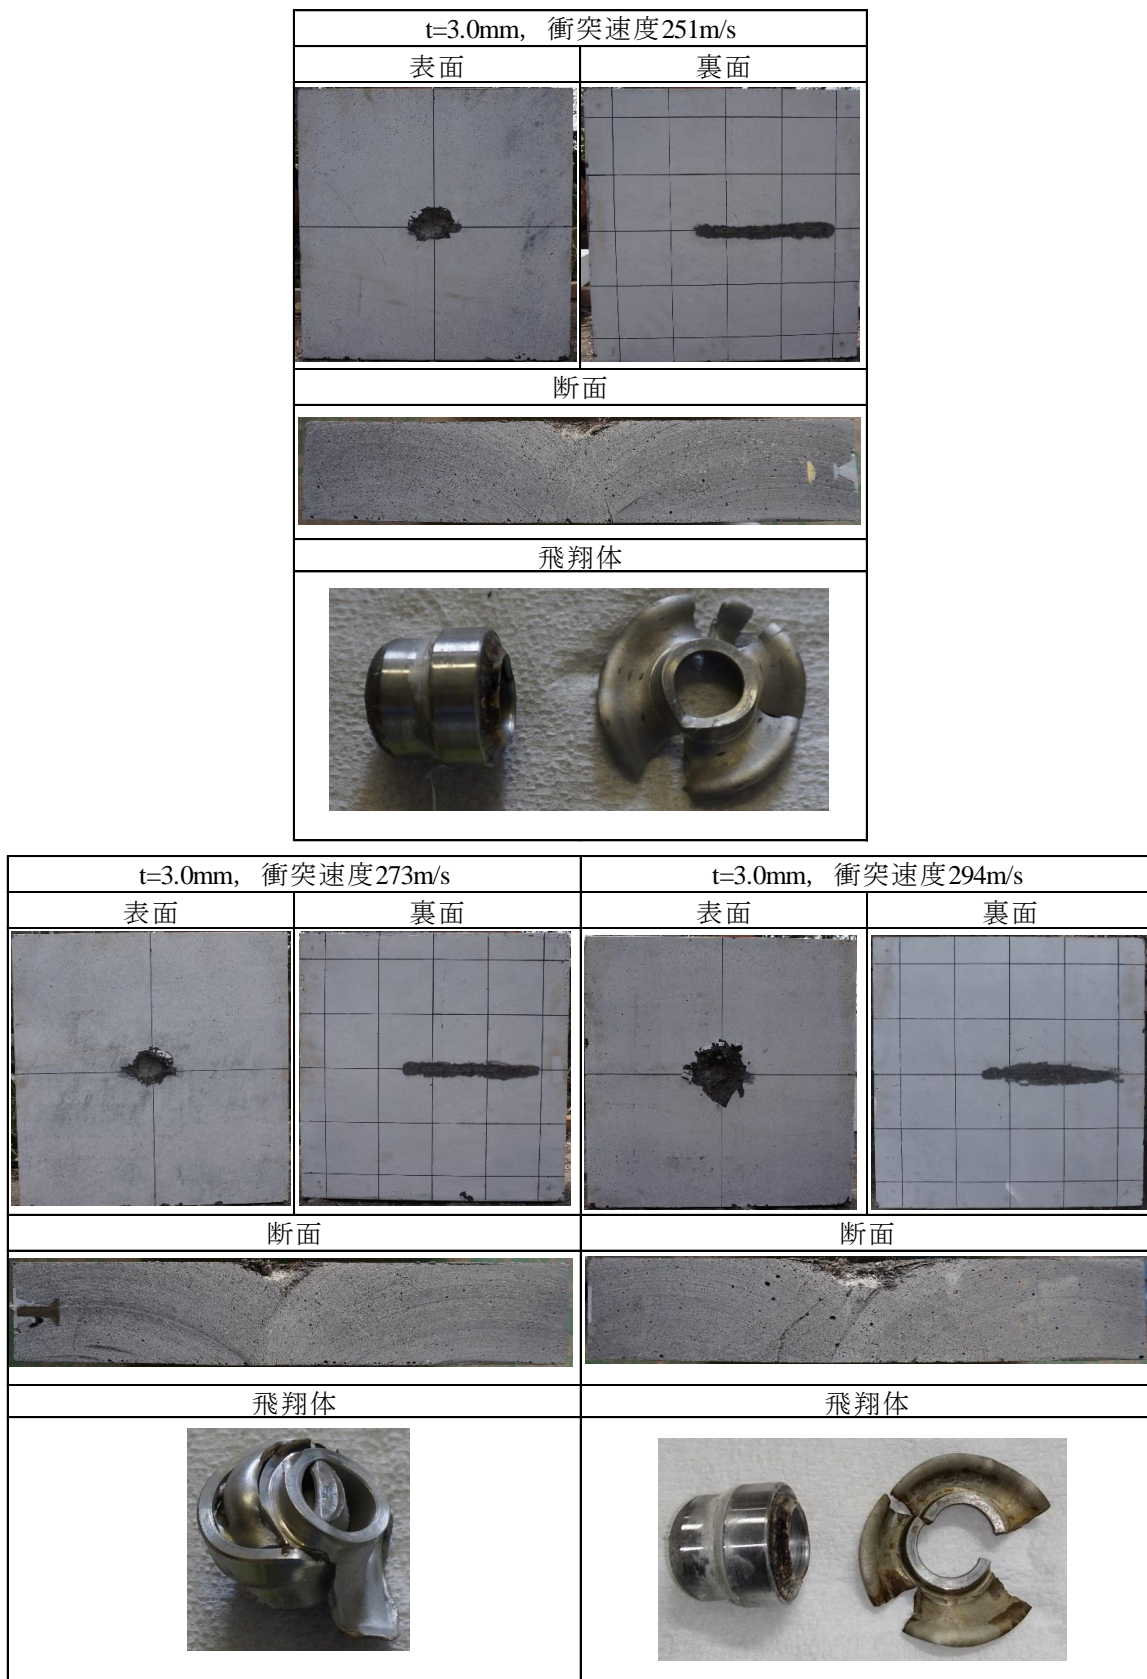 t=3.0mm, 衝突速度251m/s
表面 裏面
断面
飛翔体
t=3.0mm, 衝突速度273m/s t=3.0mm, 衝突速度294m/s
表面 裏面 表面 裏面
断面 断面
飛翔体 飛翔体